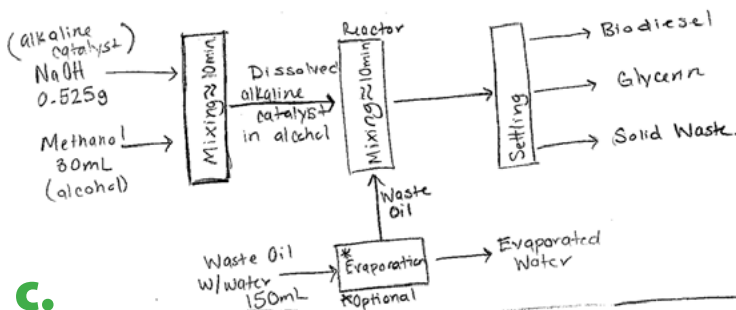 (alkaline
catalyst)
NaOH
0.525g
Methanol
30mL
(alcohol)
Mixing≈10min
Dissolved
alkaline
catalyst
in alcohol
Reactor
Mixing≈10min
Settling
Biodiesel
Glycerin
Solid Waste
Waste
Oil
Waste Oil
w/water
150mL
*
Evaporation
*Optional
Evaporated
Water
c.